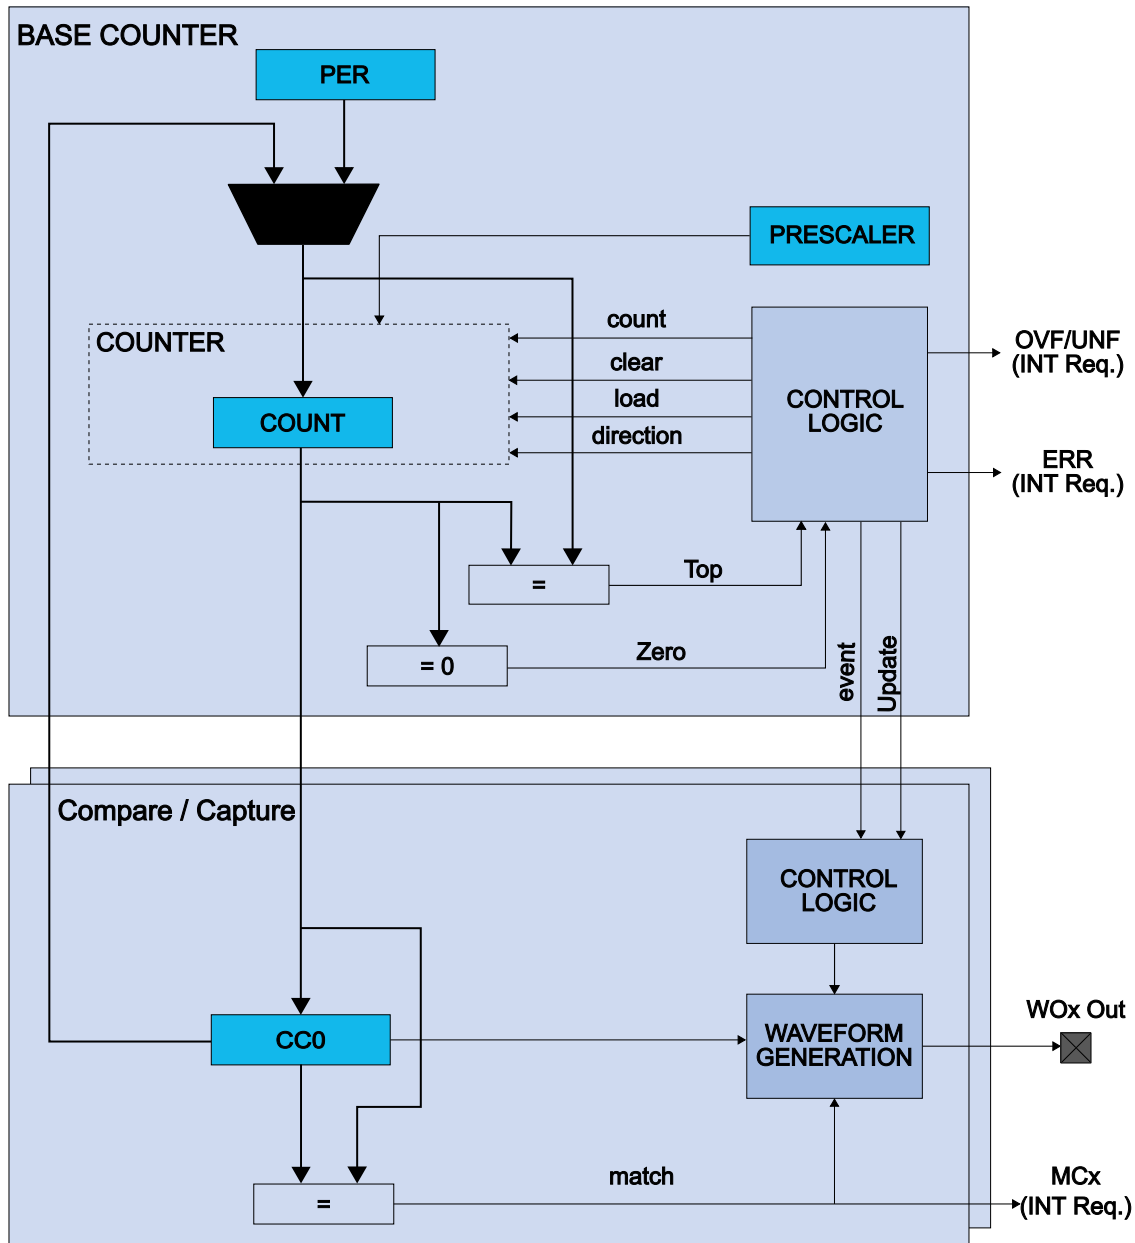 BASE COUNTER
PER
PRESCALER
COUNTER
count
clear
load
direction
COUNT
CONTROL
LOGIC
OVF/UNF
(INT Req.)
ERR
(INT Req.)
=
Top
= 0
Zero
event
Update
Compare / Capture
CONTROL
LOGIC
CC0
WAVEFORM
GENERATION
WOx Out
=
match
MCx
(INT Req.)